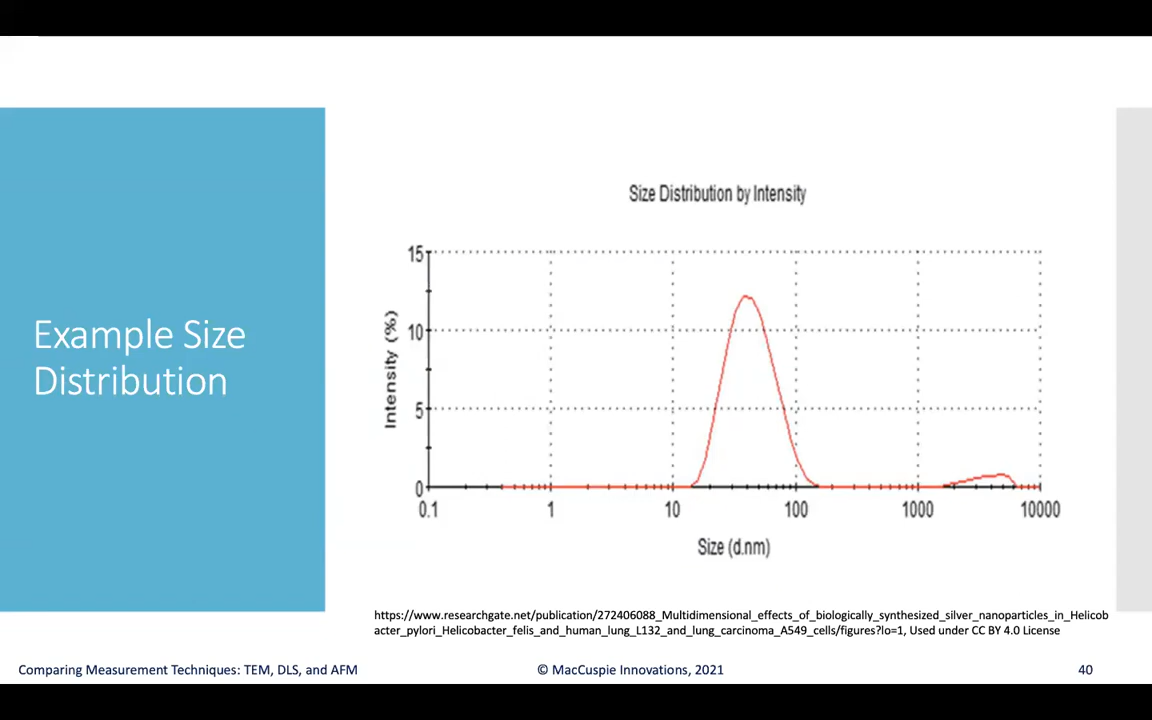 Example Size
Distribution
Size Distribution by Intensity
Intensity (%)
15
10
5
0
0.1 1 10 100 1000 10000
Size (d.nm)
https://www.researchgate.net/publication/272406088_Multidimensional_effects_of_biologically_synthesized_silver_nanoparticles_in_Helicob
acter_pylori_Helicobacter_felis_and_human_lung_L132_and_lung_carcinoma_A549_cells/figures?lo=1, Used under CC BY 4.0 License
Comparing Measurement Techniques: TEM, DLS, and AFM © MacCuspie Innovations, 2021 40